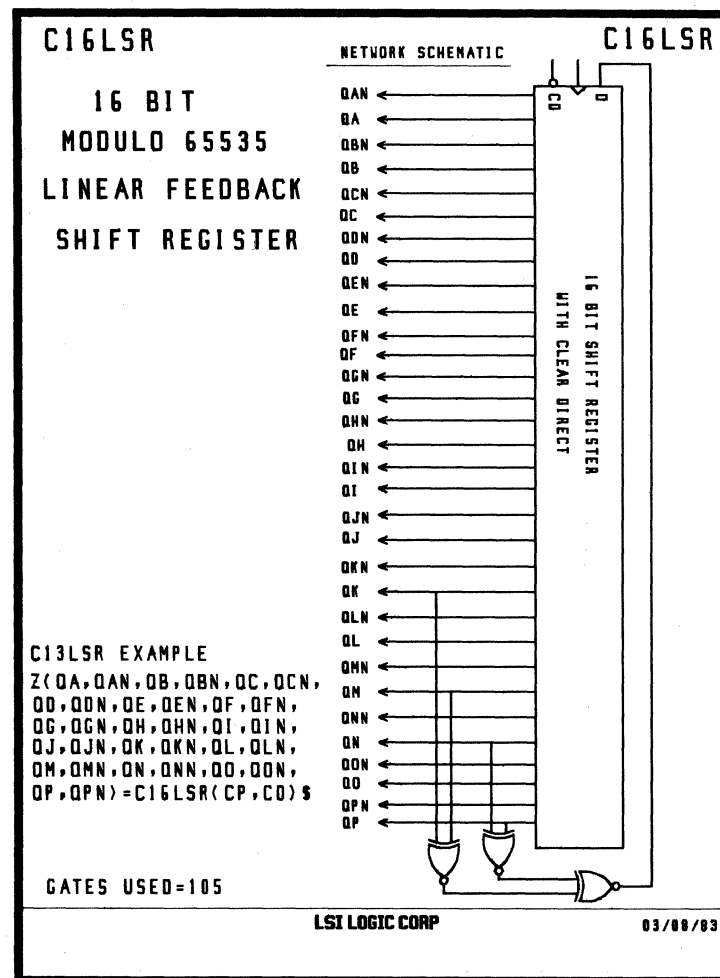 C16LSR
NETWORK SCHEMATIC
C16LSR
16 BIT
MODULO 65535
LINEAR FEEDBACK
SHIFT REGISTER
CD
D
QAN
QA
QBN
QB
QCN
QC
QDN
QD
QEN
QE
QFN
QF
QGN
QG
QHN
QH
QIN
QI
QJN
QJ
QKN
QK
QLN
QL
QMN
QM
QNN
QN
QON
QO
QPN
QP
16 BIT SHIFT REGISTER
WITH CLEAR DIRECT
C13LSR EXAMPLE
Z(QA,QAN,QB,QBN,QC,QCN,
QD,QDN,QE,QEN,QF,QFN,
QG,QGN,QH,QHN,QI,QIN,
QJ,QJN,QK,QKN,QL,QLN,
QM,QMN,QN,QNN,QO,QON,
QP,QPN)=C16LSR(CP,CD)$
GATES USED=105
LSI LOGIC CORP
03/08/83